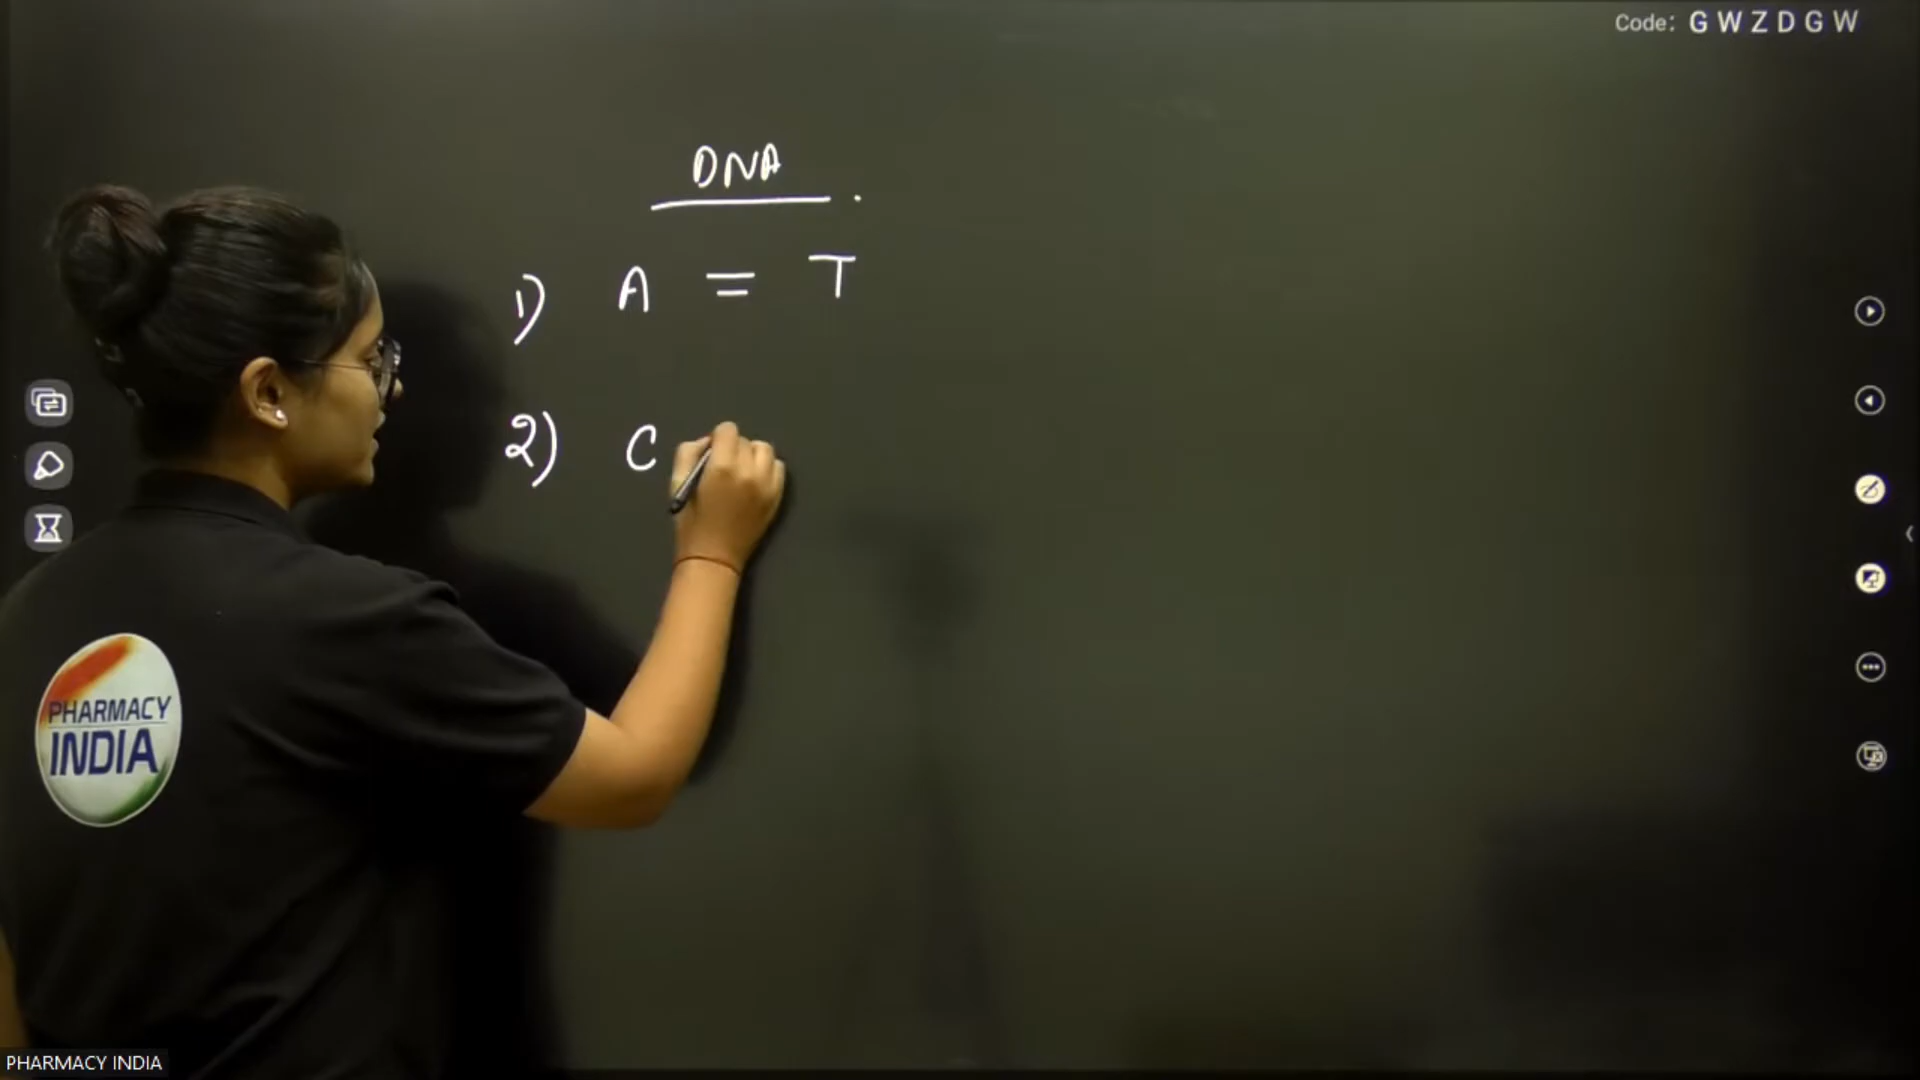 Code: G W Z D G W
DNA
1) A = T
2) C
PHARMACY
INDIA
PHARMACY INDIA